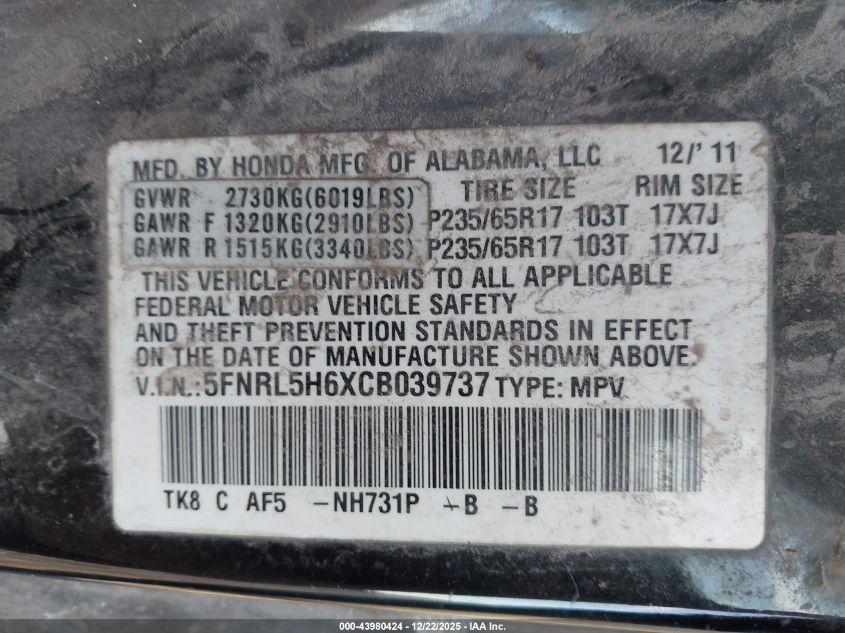 MFD. BY HONDA MFG. OF ALABAMA, LLC 12/'11
GVWR 2730KG(6019LBS) TIRE SIZE RIM SIZE
GAWR F 1320KG(2910LBS) P235/65R17 103T 17X7J
GAWR R 1515KG(3340LBS) P235/65R17 103T 17X7J
THIS VEHICLE CONFORMS TO ALL APPLICABLE
FEDERAL MOTOR VEHICLE SAFETY
AND THEFT PREVENTION STANDARDS IN EFFECT
ON THE DATE OF MANUFACTURE SHOWN ABOVE.
V.I.N.: 5FNRL5H6XCB039737 TYPE: MPV
TK8 C AF5 -NH731P -B -B
000-43980424 - 12/22/2025 - IAA Inc.